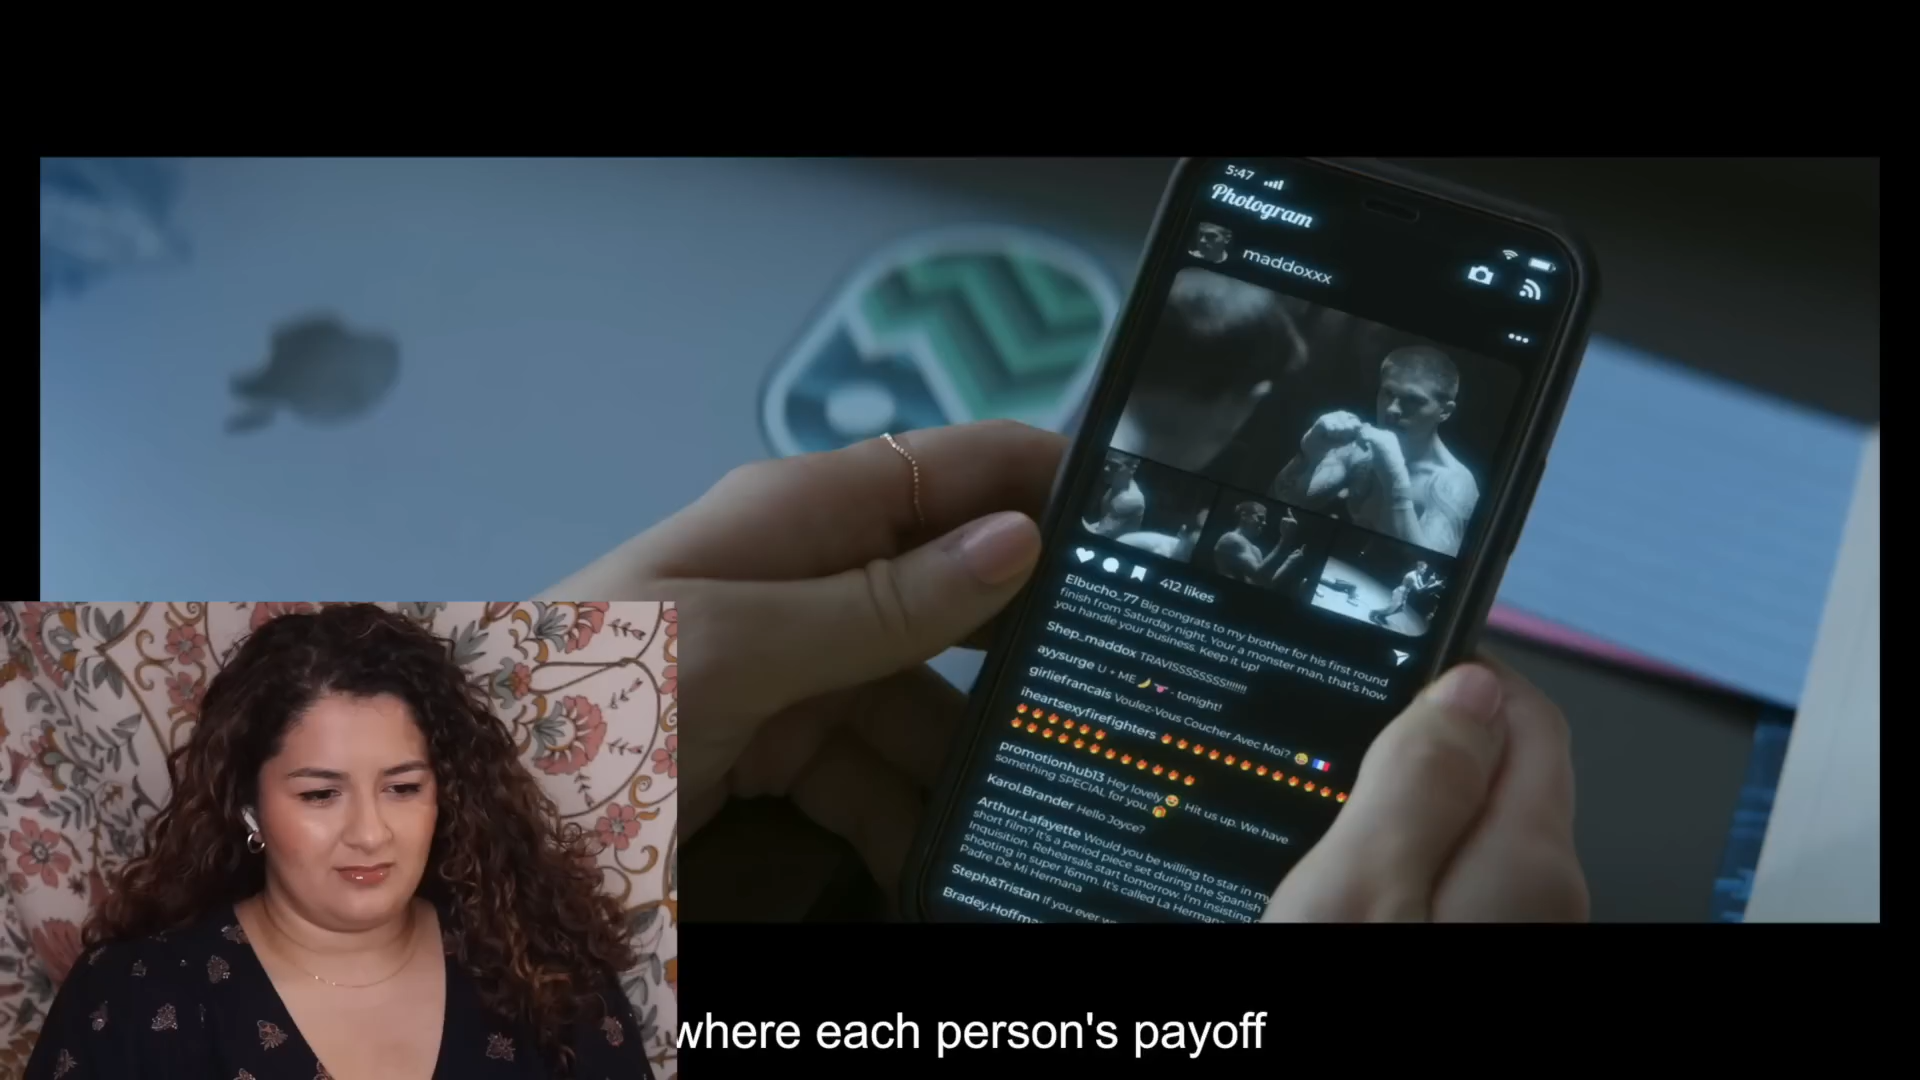 5:47
Photogram
maddoxxx
412 likes
Elbucho_77 Big congrats to my brother for his first round
finish from Saturday night. Your a monster man, that's how
you handle your business. Keep it up!
Shep_maddox TRAVISSSSSSSS!!!!!!!
ayysurge U + ME 🍌 👅 - tonight!
girliefrancais Voulez-Vous Coucher Avec Moi? 😄 🇫🇷
iheartsexyfirefighters 🔥🔥🔥🔥🔥🔥🔥🔥🔥🔥🔥🔥
🔥🔥🔥🔥🔥🔥
🔥🔥🔥🔥🔥🔥🔥🔥🔥🔥🔥🔥
promotionhub13 Hey lovely 😉. Hit us up. We have
something SPECIAL for you. 🎁
Karol.Brander Hello Joyce?
Arthur.Lafayette Would you be willing to star in my
short film? It's a period piece set during the Spanish
Inquisition. Rehearsals start tomorrow. I'm insisting
shooting in super 16mm. It's called La Hermana
Padre De Mi Hermana
Steph&Tristan If you ever
where each person's payoff